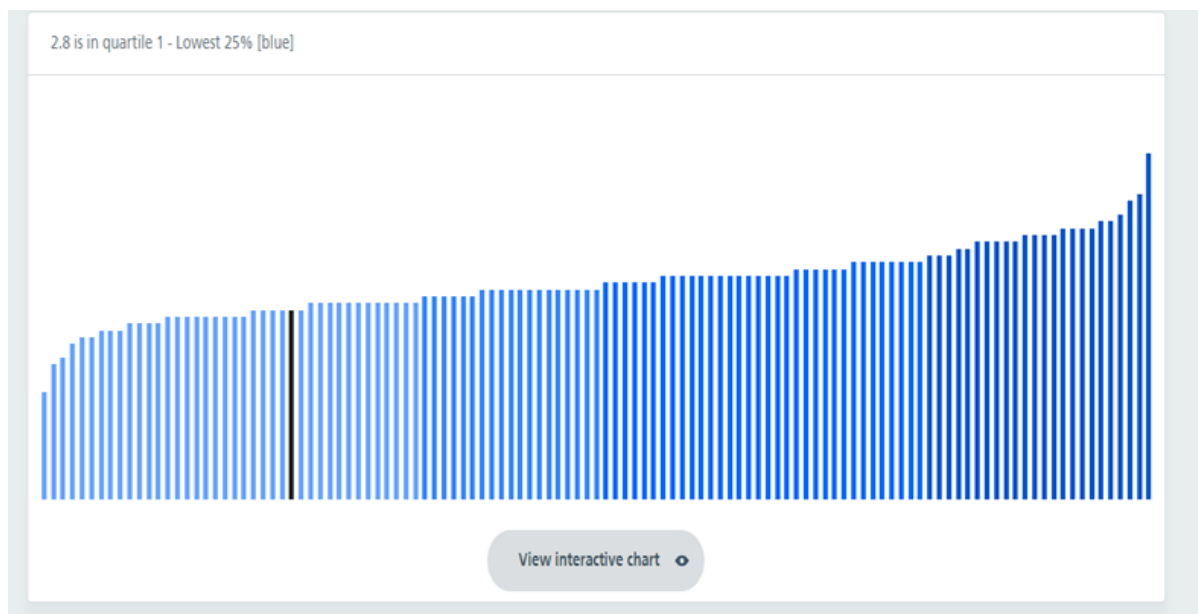 2.8 is in quartile 1 - Lowest 25% [blue]
View interactive chart